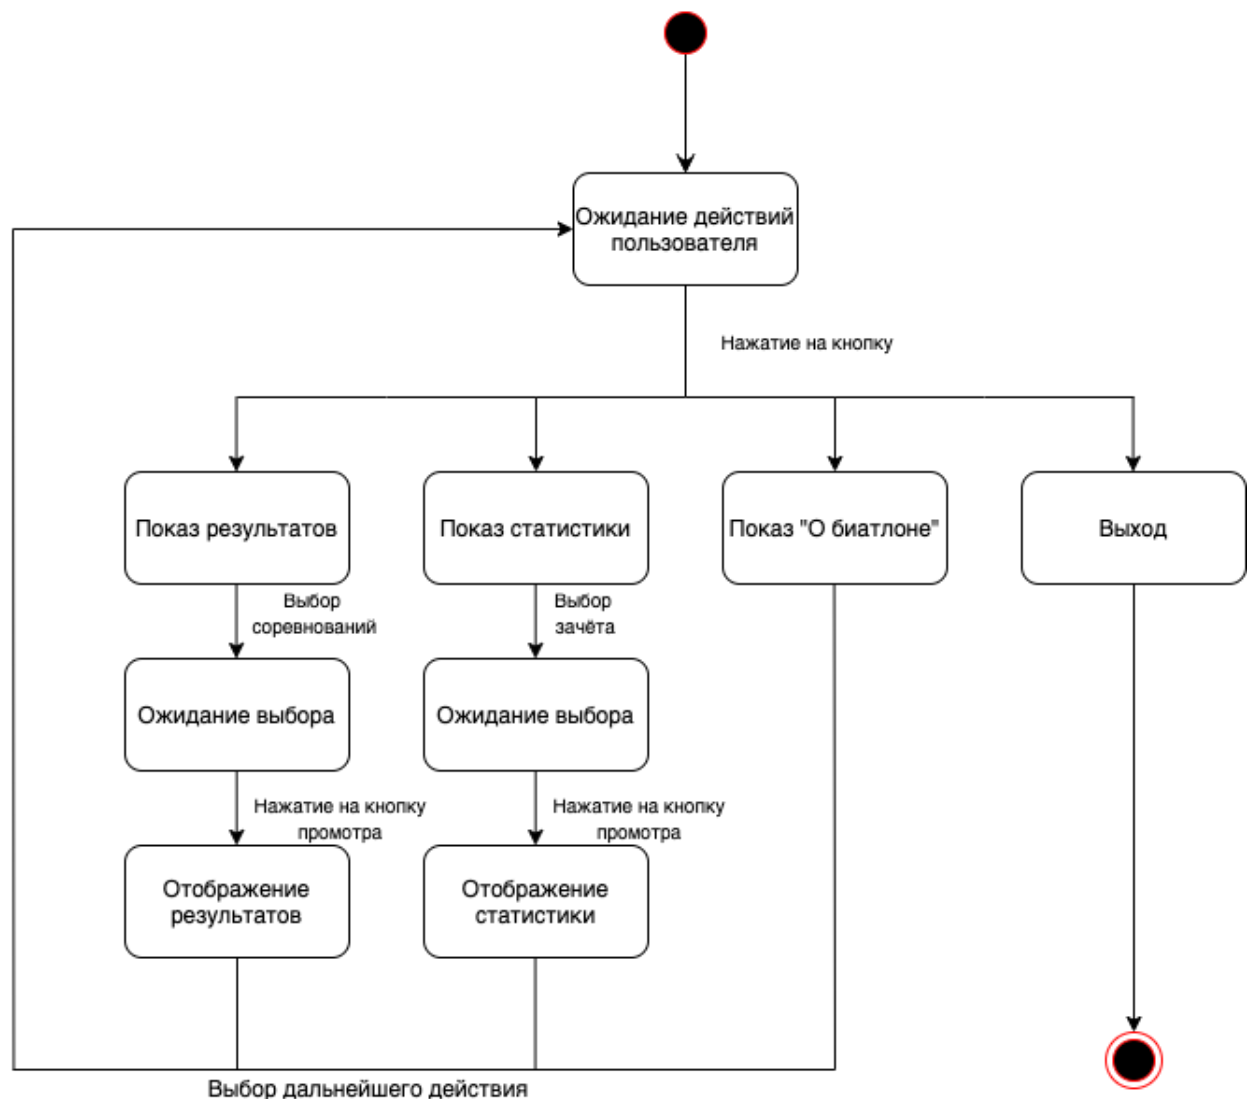 Ожидание действий
пользователя
Нажатие на кнопку
Показ результатов
Показ статистики
Показ "О биатлоне"
Выход
Выбор
соревнований
Выбор
зачёта
Ожидание выбора
Ожидание выбора
Нажатие на кнопку
промотра
Нажатие на кнопку
промотра
Отображение
результатов
Отображение
статистики
Выбор дальнейшего действия